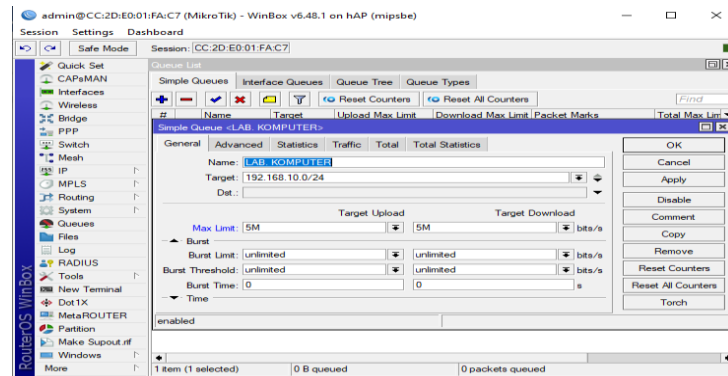 admin@CC:2D:E0:01:FA:C7 (MikroTik) - WinBox v6.48.1 on hAP (mipsbe)
Session Settings Dashboard
Safe Mode Session: CC:2D:E0:01:FA:C7
Quick Set
CAPsMAN
Interfaces
Wireless
Bridge
PPP
Switch
Mesh
IP
MPLS
Routing
System
Queues
Files
Log
RADIUS
Tools
New Terminal
Dot1X
MetaROUTER
Partition
Make Supout.rif
Windows
More
RouterOS WinBox
Queue List
Simple Queues Interface Queues Queue Tree Queue Types
Reset Counters Reset All Counters Find
# Name Target Upload Max Limit Download Max Limit Packet Marks Total Max Lim
Simple Queue <LAB. KOMPUTER>
General Advanced Statistics Traffic Total Total Statistics
Name: LAB. KOMPUTER
Target: 192.168.10.0/24
Dst.:
Target Upload Target Download
Max Limit: 5M 5M bits/s
Burst
Burst Limit: unlimited unlimited bits/s
Burst Threshold: unlimited unlimited bits/s
Burst Time: 0 0 s
Time
enabled
OK
Cancel
Apply
Disable
Comment
Copy
Remove
Reset Counters
Reset All Counters
Torch
1 item (1 selected) 0 B queued 0 packets queued